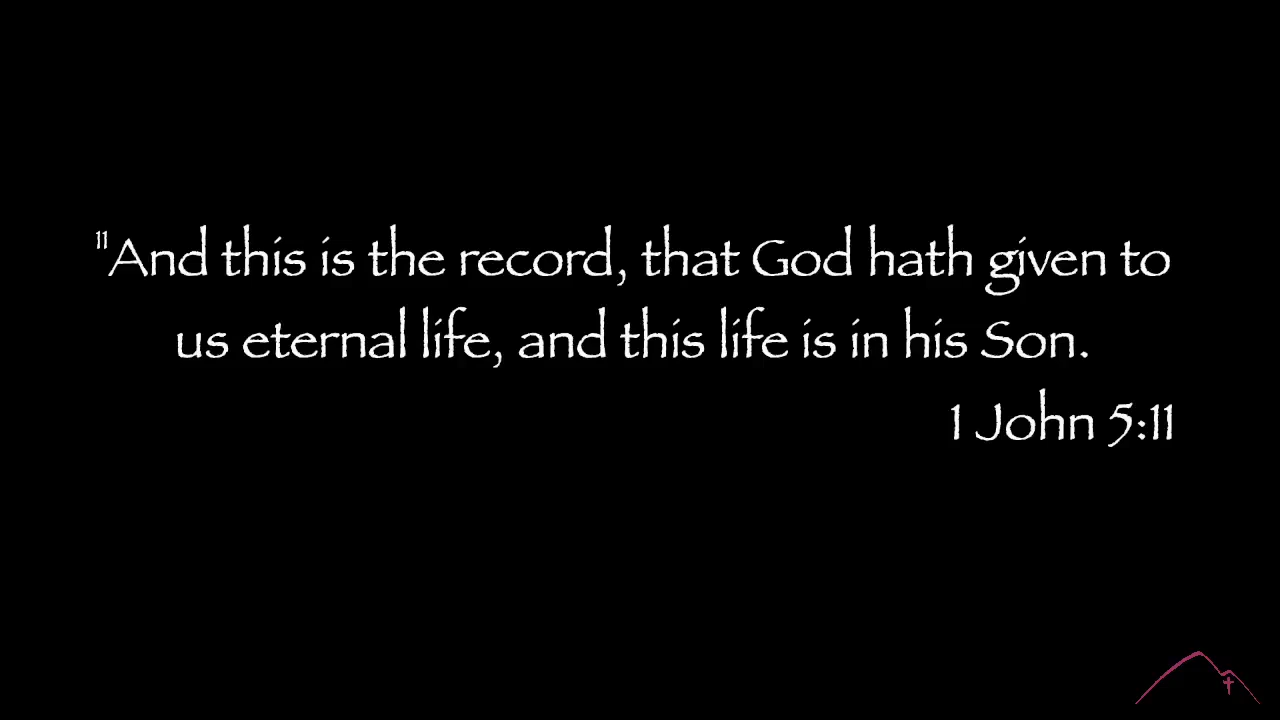 ¹¹And this is the record, that God hath given to
us eternal life, and this life is in his Son.
1 John 5:11